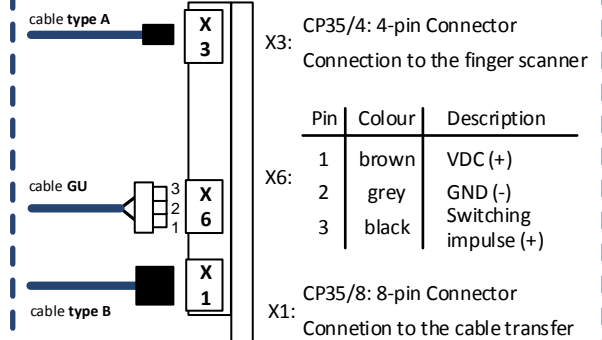 cable type A
X
3
X3:
CP35/4: 4-pin Connector
Connection to the finger scanner
Pin Colour Description
X6:
1 brown VDC (+)
2 grey GND (-)
3 black Switching
impulse (+)
cable GU
3
2
1
X
6
X
1
cable type B
X1:
CP35/8: 8-pin Connector
Connetion to the cable transfer